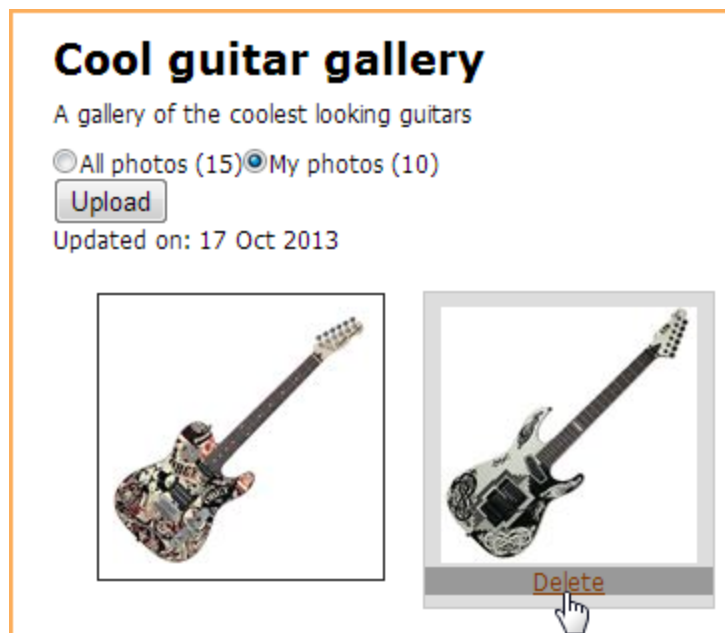 Cool guitar gallery
A gallery of the coolest looking guitars
All photos (15) My photos (10)
Upload
Updated on: 17 Oct 2013
Delete